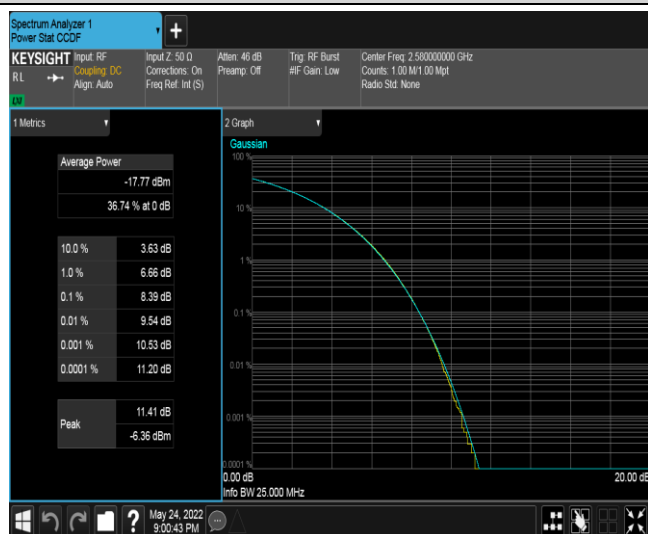 Spectrum Analyzer 1
Power Stat CCDF
+
KEYSIGHT
RL
LXI
Input: RF
Coupling: DC
Align: Auto
Input Z: 50 Ω
Corrections: On
Freq Ref: Int (S)
Atten: 46 dB
Preamp: Off
Trig: RF Burst
#IF Gain: Low
Center Freq: 2.580000000 GHz
Counts: 1.00 M/1.00 Mpt
Radio Std: None
1 Metrics
Average Power
-17.77 dBm
36.74 % at 0 dB
10.0 % 3.63 dB
1.0 % 6.66 dB
0.1 % 8.39 dB
0.01 % 9.54 dB
0.001 % 10.53 dB
0.0001 % 11.20 dB
Peak
11.41 dB
-6.36 dBm
2 Graph
Gaussian
100 %
10 %
1 %
0.1 %
0.01 %
0.001 %
0.0001 %
0.00 dB 20.00 dB
Info BW 25.000 MHz
?
May 24, 2022
9:00:43 PM